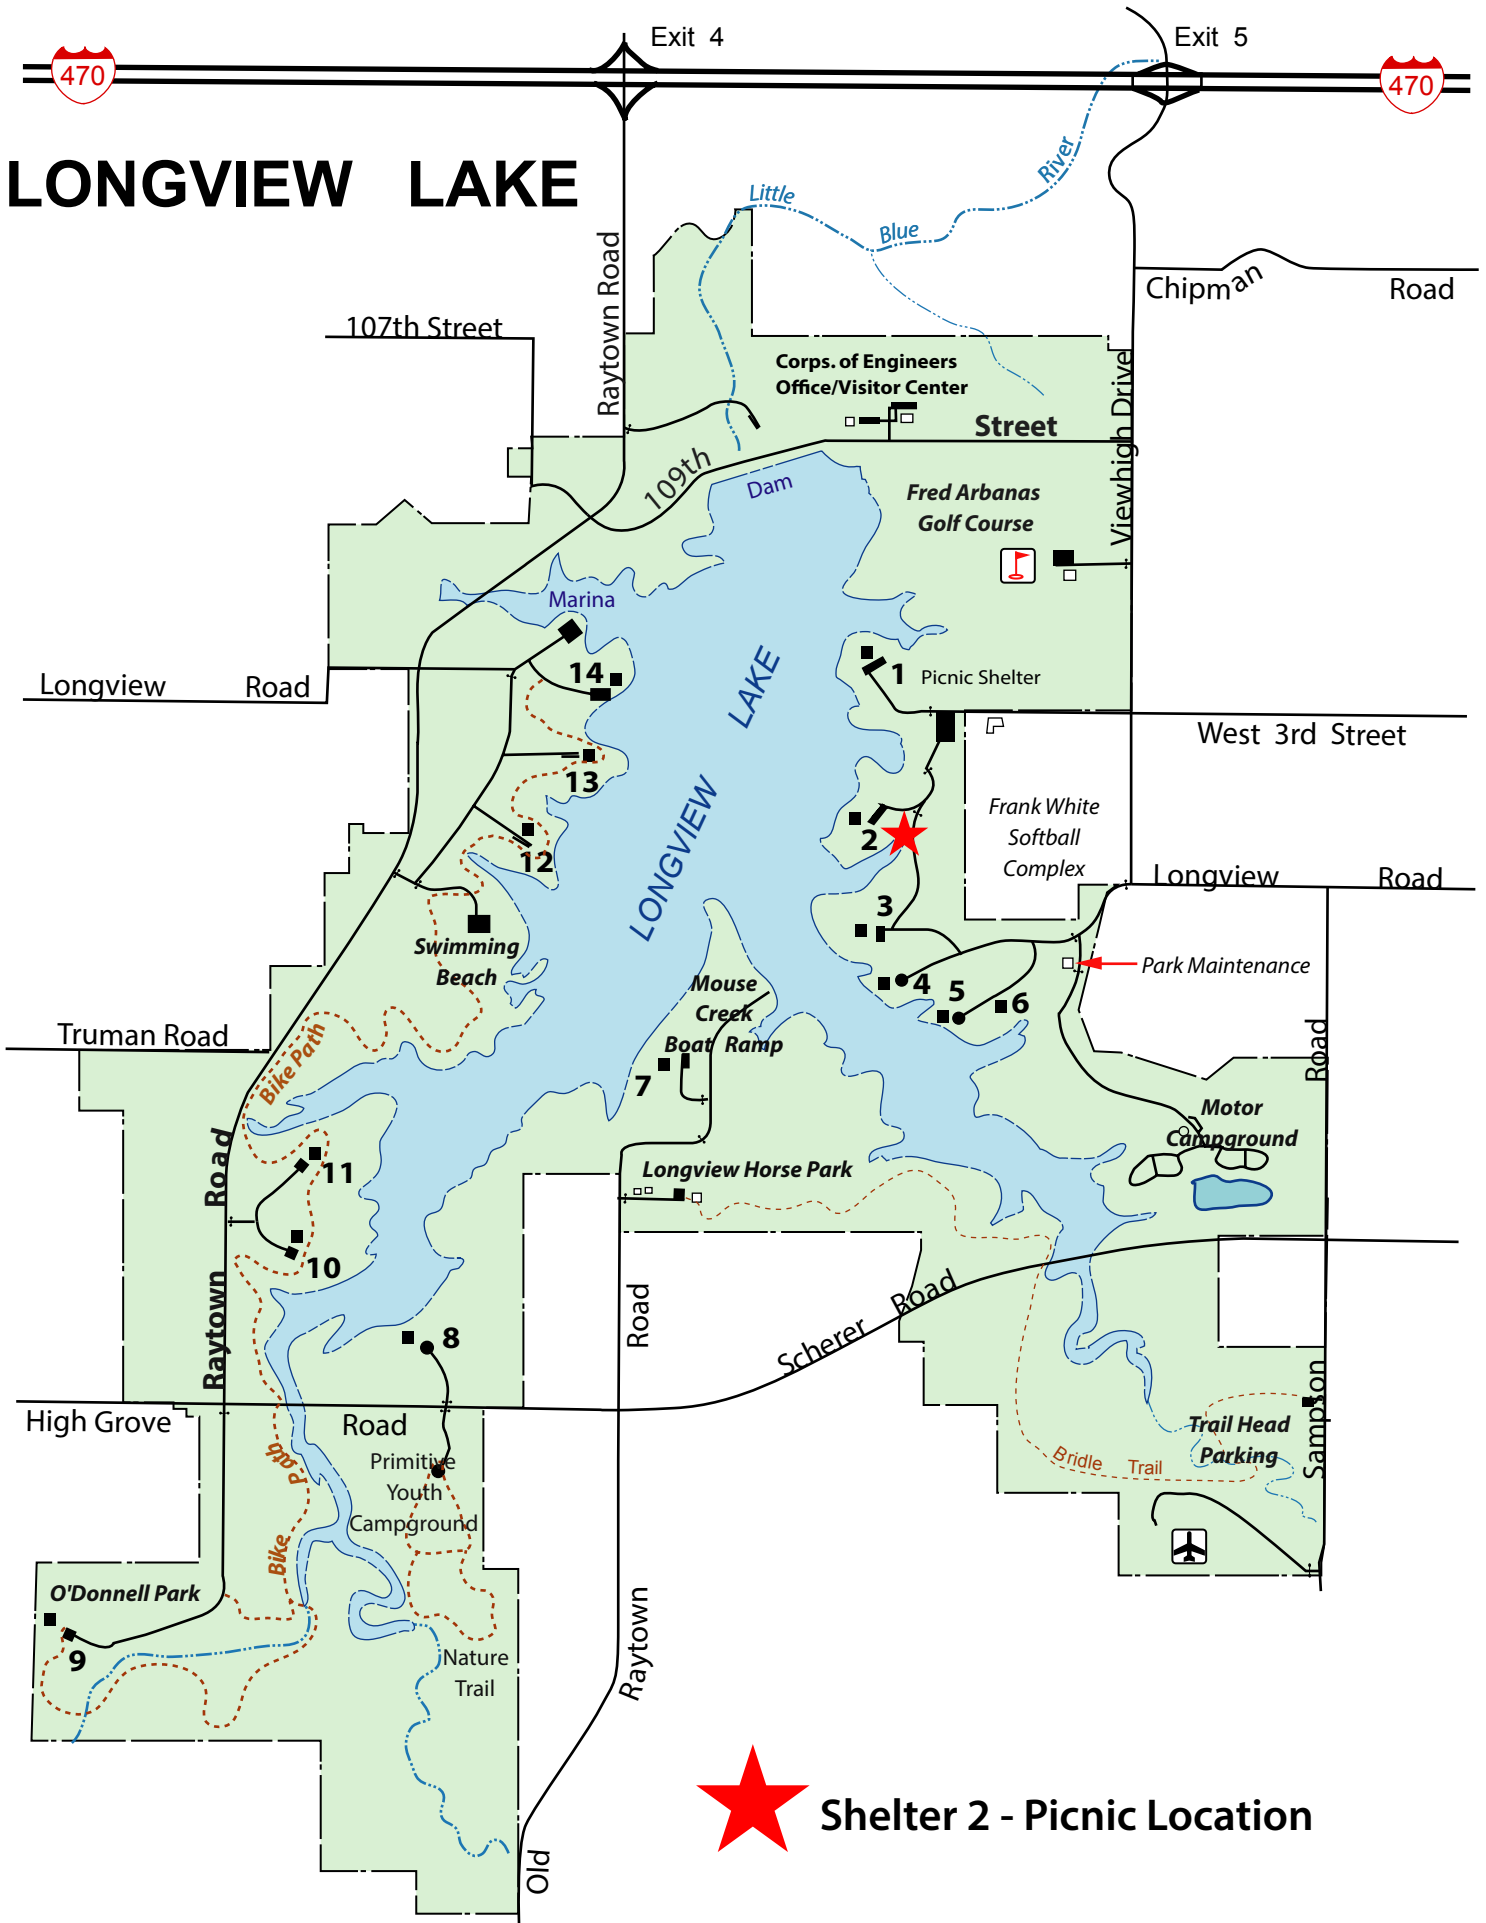 Exit 4
Exit 5
470
470
LONGVIEW LAKE
River
Little
Blue
Raytown Road
Chipman Road
107th Street
Corps. of Engineers
Office/Visitor Center
Viewhigh Drive
109th Street
Dam
Fred Arbanas
Golf Course
Marina
1 Picnic Shelter
14
Longview Road
LONGVIEW LAKE
West 3rd Street
13
Frank White
Softball
Complex
2
12
Longview Road
3
Swimming
Beach
Park Maintenance
4
5
6
Mouse
Creek
Boat Ramp
7
Truman Road
Bike Path
Road
Motor
Campground
Raytown Road
11
Longview Horse Park
10
Road
Scherer Road
8
High Grove Road
Sampson
Trail Head
Parking
Bridle Trail
Bike Path
Primitive
Youth
Campground
O'Donnell Park
9
Nature
Trail
Raytown
Old
Shelter 2 - Picnic Location